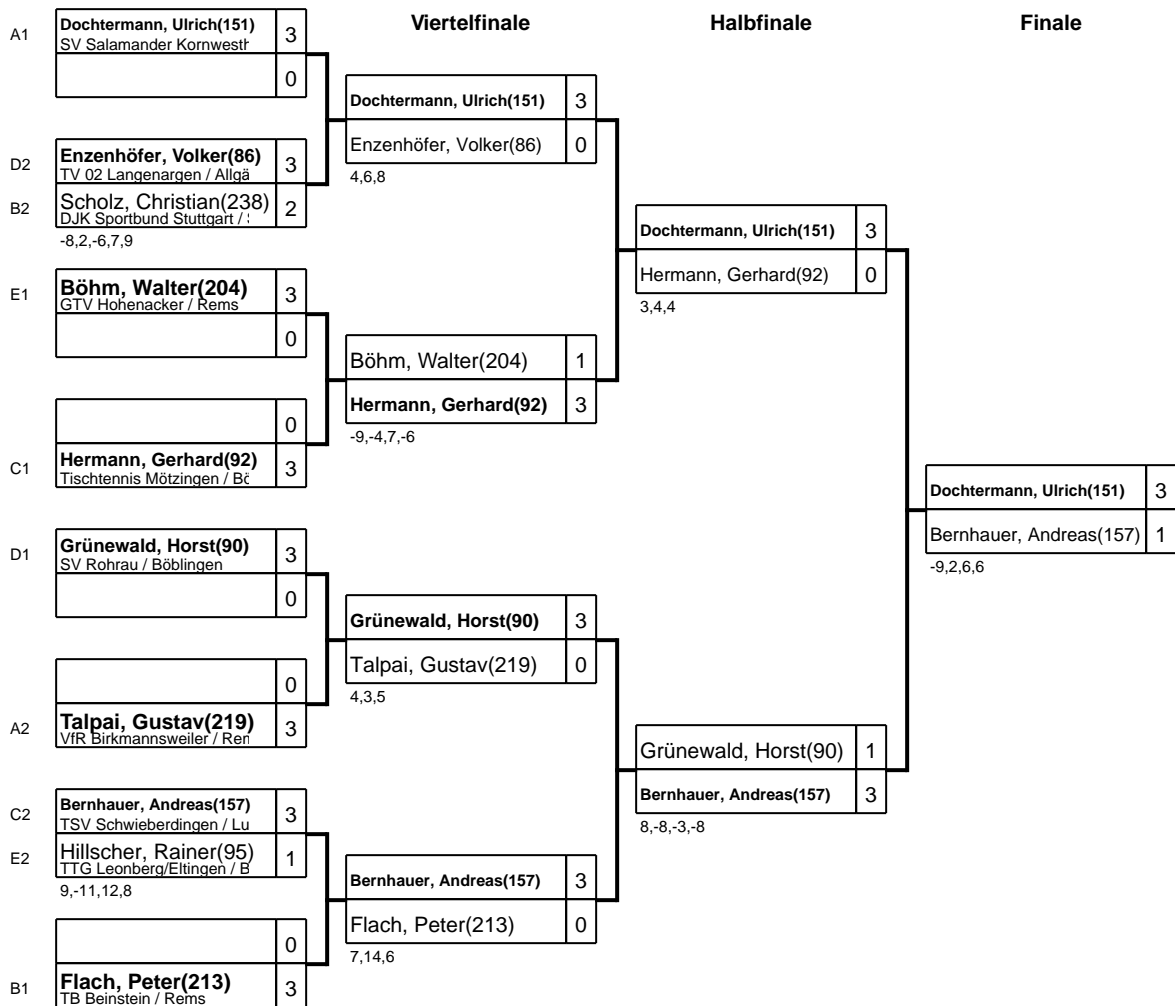 Viertelfinale
Halbfinale
Finale
A1
Dochtermann, Ulrich(151)
3
SV Salamander Kornwesth
0
D2
Enzenhöfer, Volker(86)
3
TV 02 Langenargen / Allgä
B2
Scholz, Christian(238)
2
DJK Sportbund Stuttgart /
-8,2,-6,7,9
E1
Böhm, Walter(204)
3
GTV Hohenacker / Rems
0
0
C1
Hermann, Gerhard(92)
3
Tischtennis Mötzingen / Bö
D1
Grünewald, Horst(90)
3
SV Rohrau / Böblingen
0
0
A2
Talpai, Gustav(219)
3
VfR Birkmannsweiler / Rem
C2
Bernhauer, Andreas(157)
3
TSV Schwieberdingen / Lu
E2
Hillscher, Rainer(95)
1
TTG Leonberg/Eltingen / B
9,-11,12,8
0
B1
Flach, Peter(213)
3
TB Beinstein / Rems
Dochtermann, Ulrich(151)
3
Enzenhöfer, Volker(86)
0
4,6,8
Böhm, Walter(204)
1
Hermann, Gerhard(92)
3
-9,-4,7,-6
Grünewald, Horst(90)
3
Talpai, Gustav(219)
0
4,3,5
Bernhauer, Andreas(157)
3
Flach, Peter(213)
0
7,14,6
Dochtermann, Ulrich(151)
3
Hermann, Gerhard(92)
0
3,4,4
Grünewald, Horst(90)
1
Bernhauer, Andreas(157)
3
8,-8,-3,-8
Dochtermann, Ulrich(151)
3
Bernhauer, Andreas(157)
1
-9,2,6,6